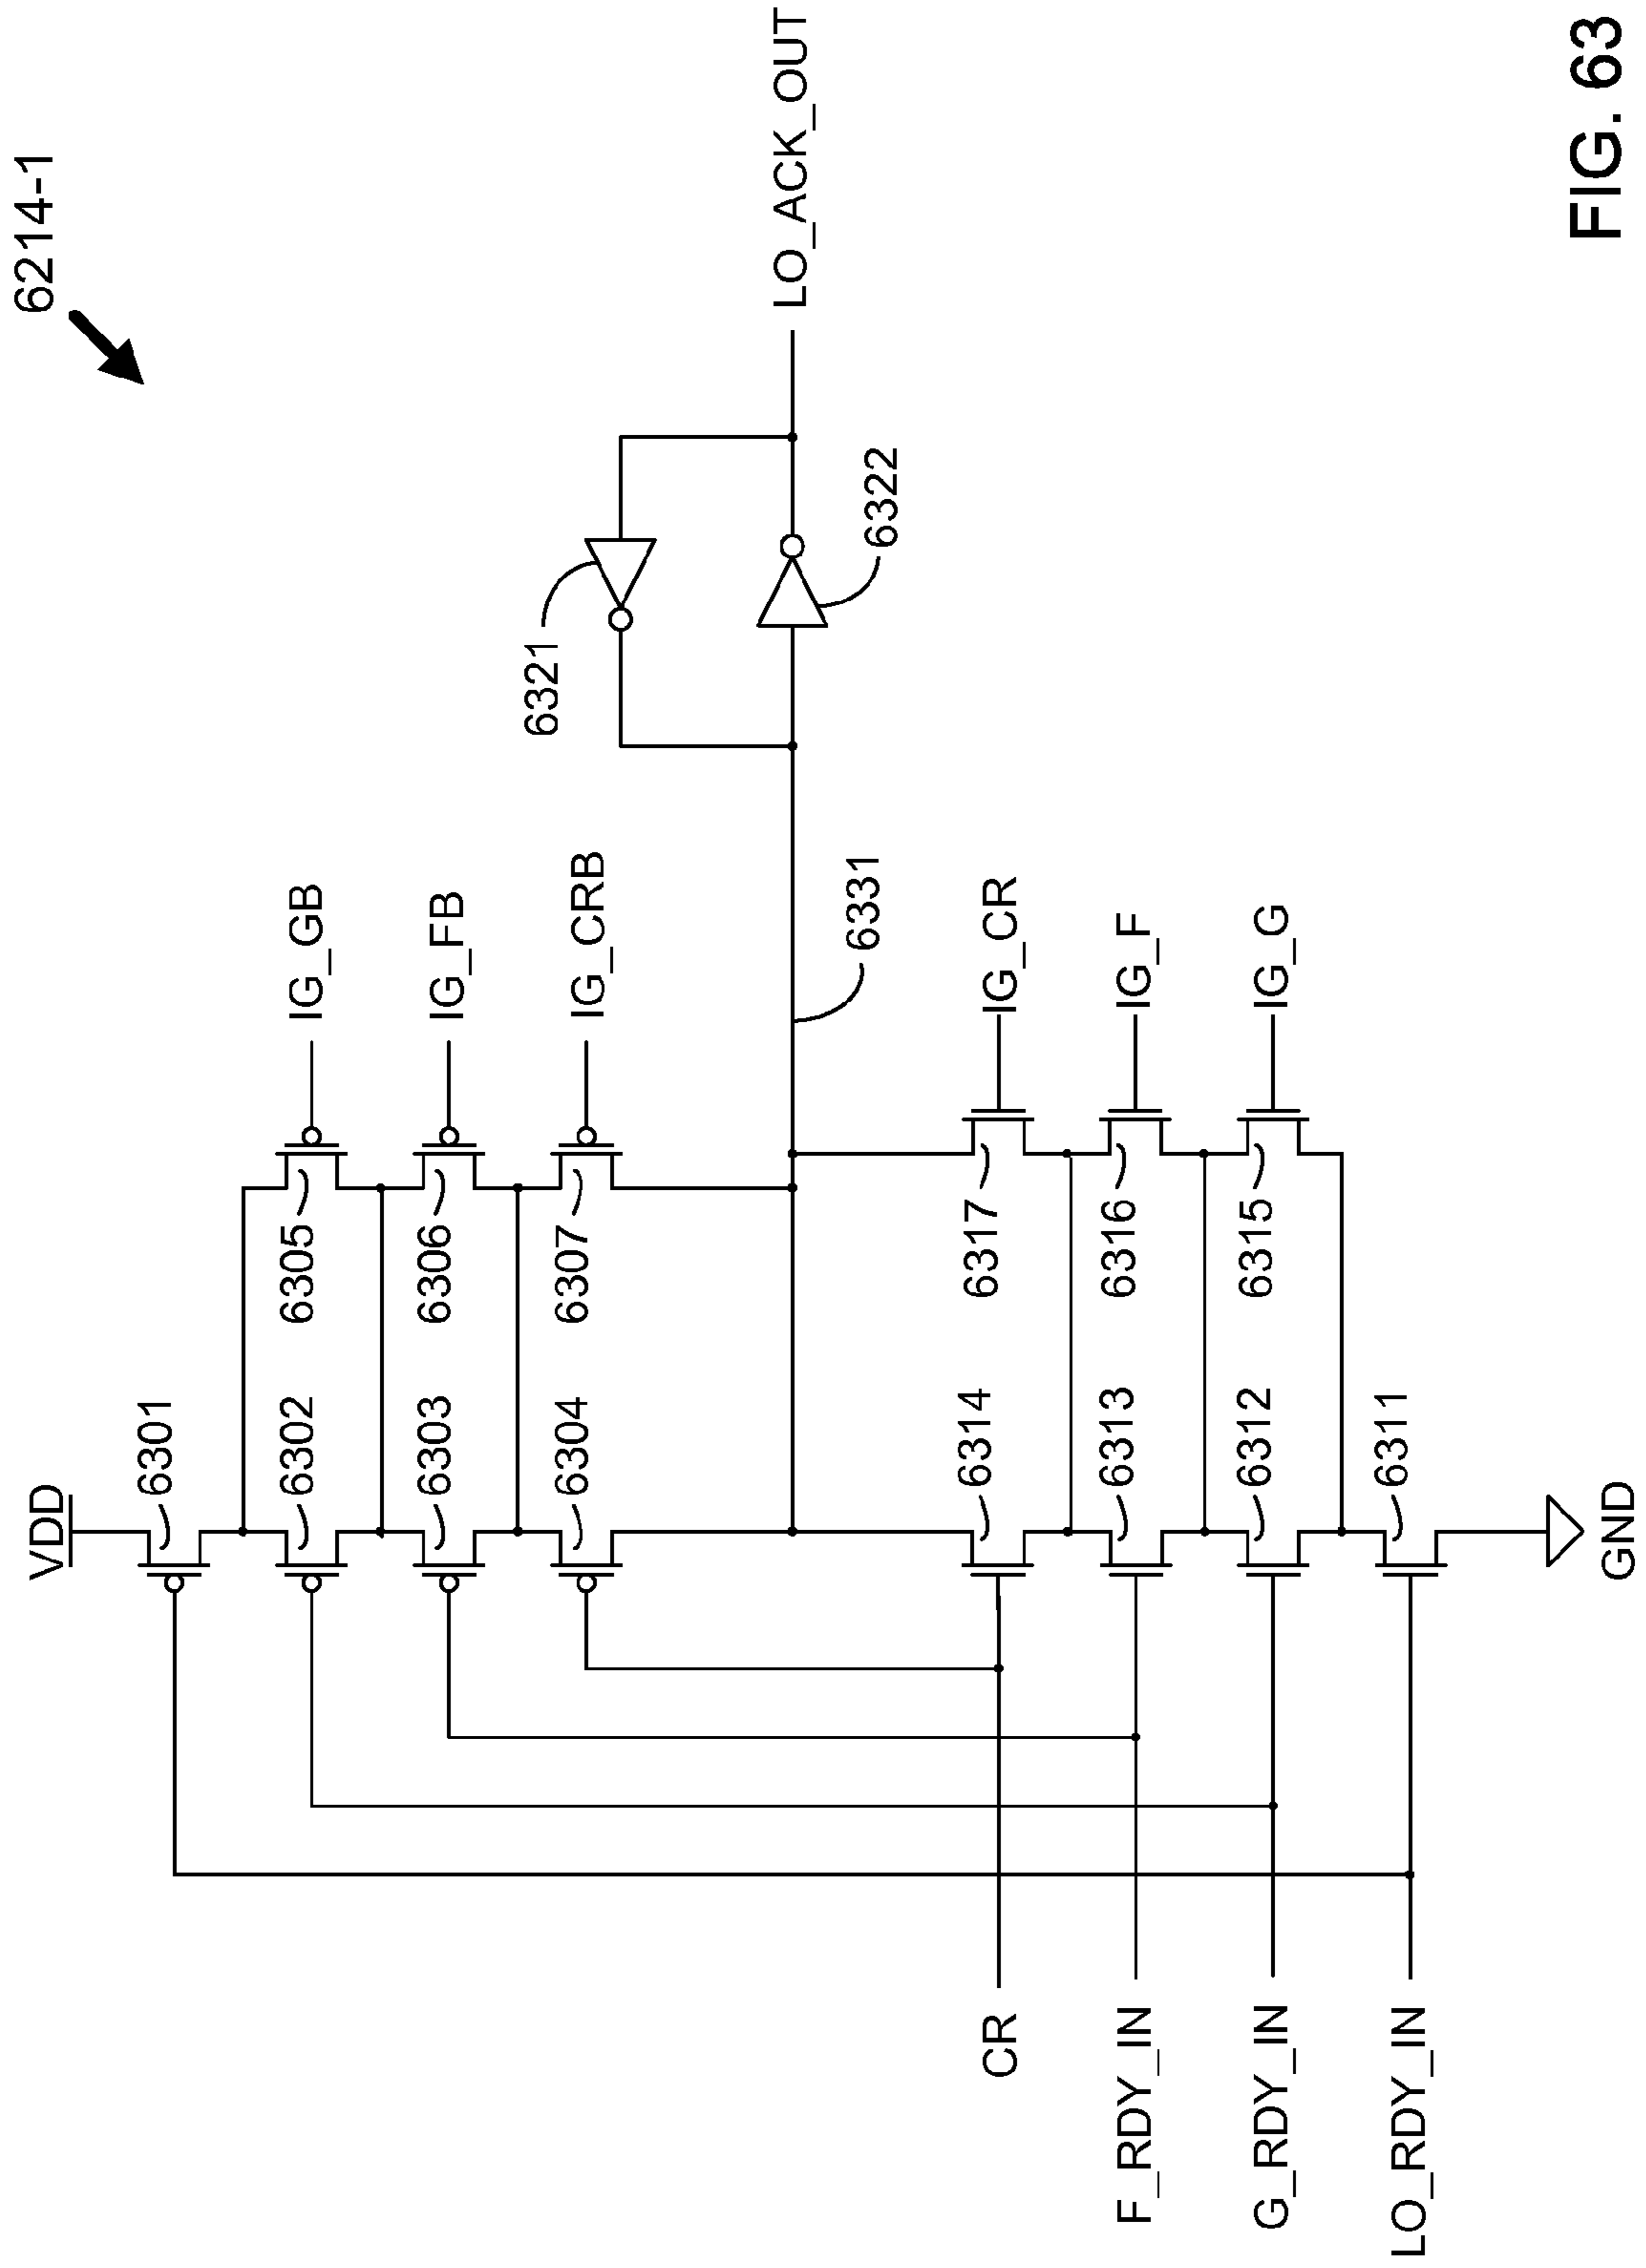 6214-1
VDD
6301
6302
6305
IG_GB
6303
6306
IG_FB
6304
6307
IG_CRB
6321
6331
6322
LO_ACK_OUT
CR
6314
6317
IG_CR
F_RDY_IN
6313
6316
IG_F
G_RDY_IN
6312
6315
IG_G
LO_RDY_IN
6311
GND
FIG. 63